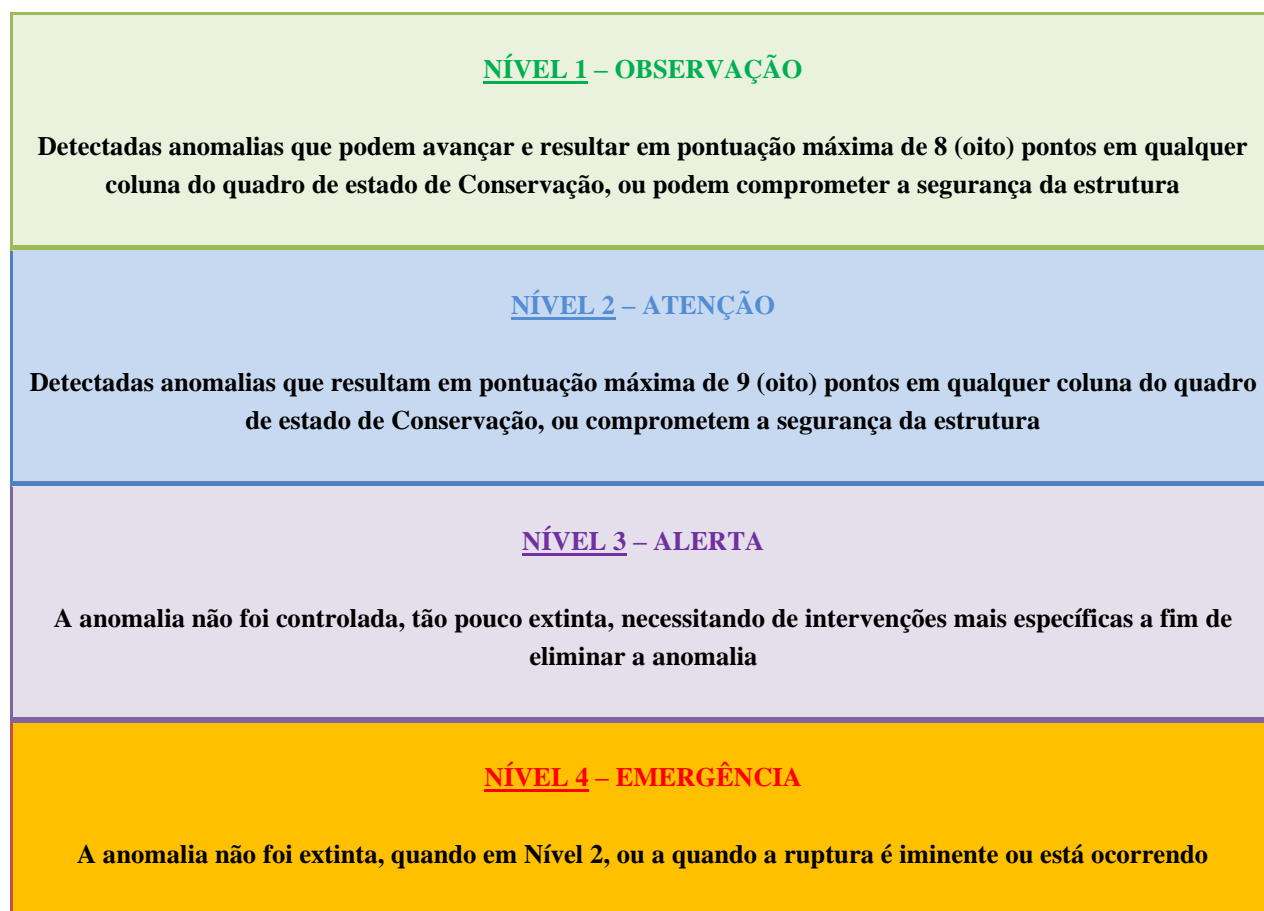 NÍVEL 1 – OBSERVAÇÃO
Detectadas anomalias que podem avançar e resultar em pontuação máxima de 8 (oito) pontos em qualquer
coluna do quadro de estado de Conservação, ou podem comprometer a segurança da estrutura
NÍVEL 2 – ATENÇÃO
Detectadas anomalias que resultam em pontuação máxima de 9 (oito) pontos em qualquer coluna do quadro
de estado de Conservação, ou comprometem a segurança da estrutura
NÍVEL 3 – ALERTA
A anomalia não foi controlada, tão pouco extinta, necessitando de intervenções mais específicas a fim de
eliminar a anomalia
NÍVEL 4 – EMERGÊNCIA
A anomalia não foi extinta, quando em Nível 2, ou a quando a ruptura é iminente ou está ocorrendo